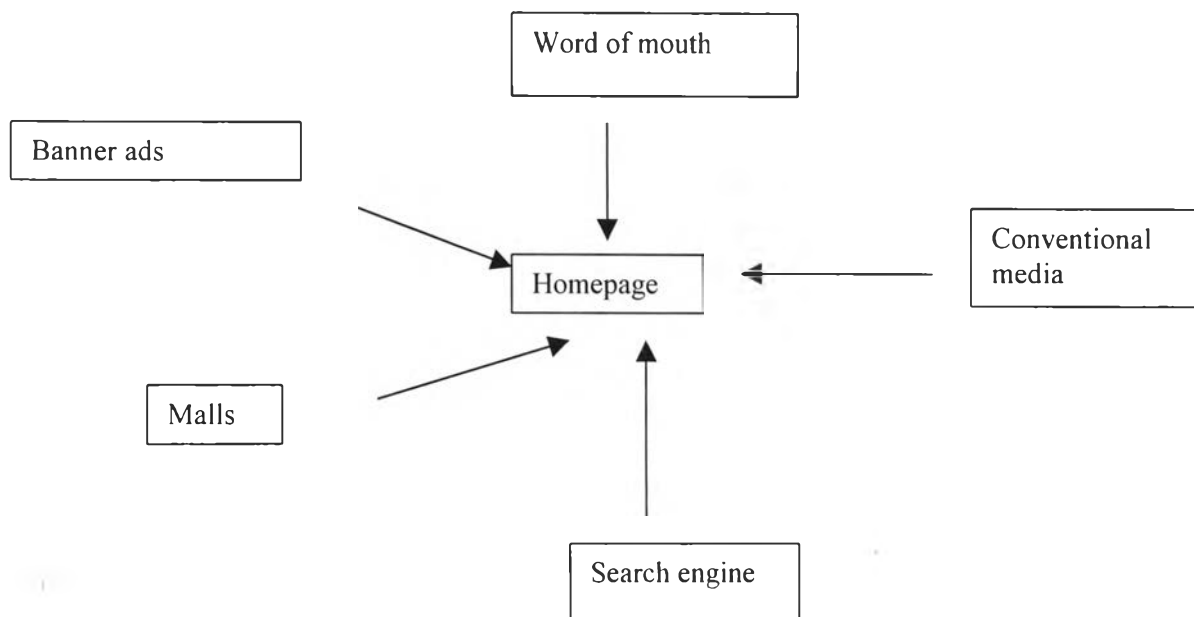 Word of mouth
Banner ads
Conventional
media
Homepage
Malls
Search engine